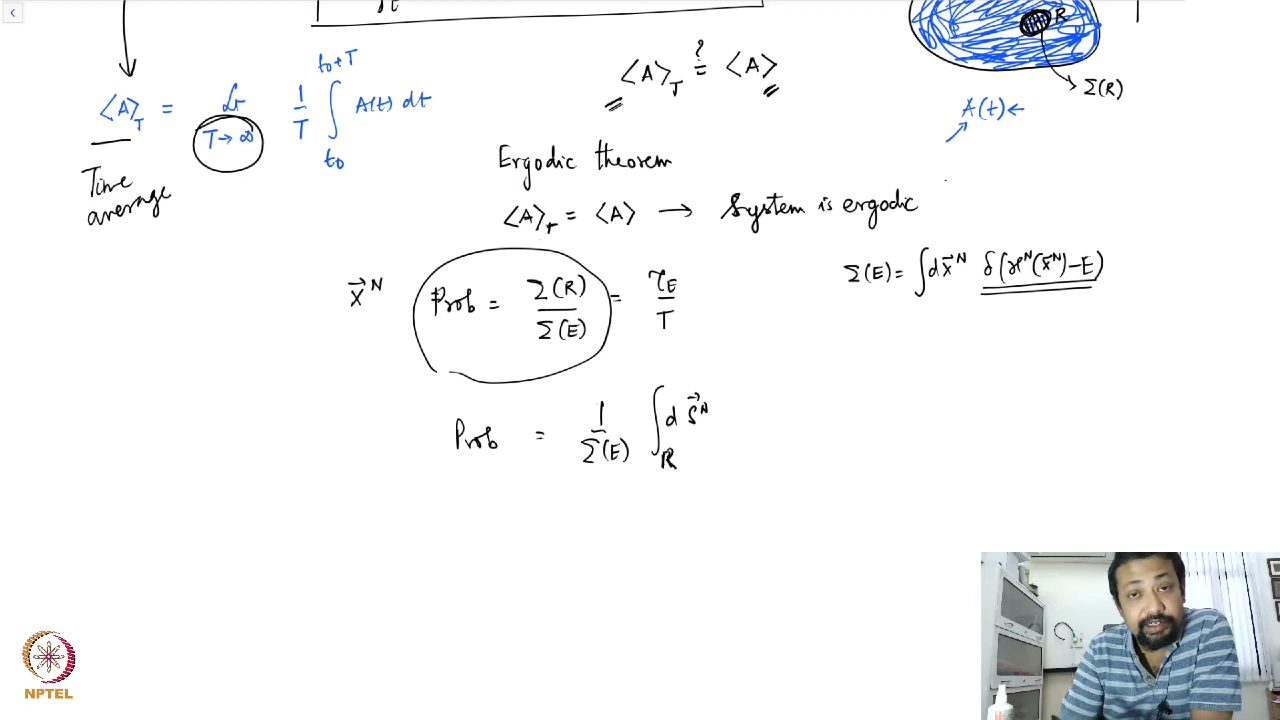 ⟨A⟩_T = Lt T→∞ 1/T ∫_{t₀}^{t₀+T} A(t) dt
Time
average
⟨A⟩_T ≟ ⟨A⟩
R
Σ(R)
A(t) ←
Ergodic theorem
⟨A⟩_T = ⟨A⟩ → System is ergodic
Σ(E) = ∫ dx⃗^N δ(ℋ^N(x⃗^N) − E)
x⃗^N Prob = Σ(R)/Σ(E) = τ_E/T
Prob = 1/Σ(E) ∫_R d
NPTEL